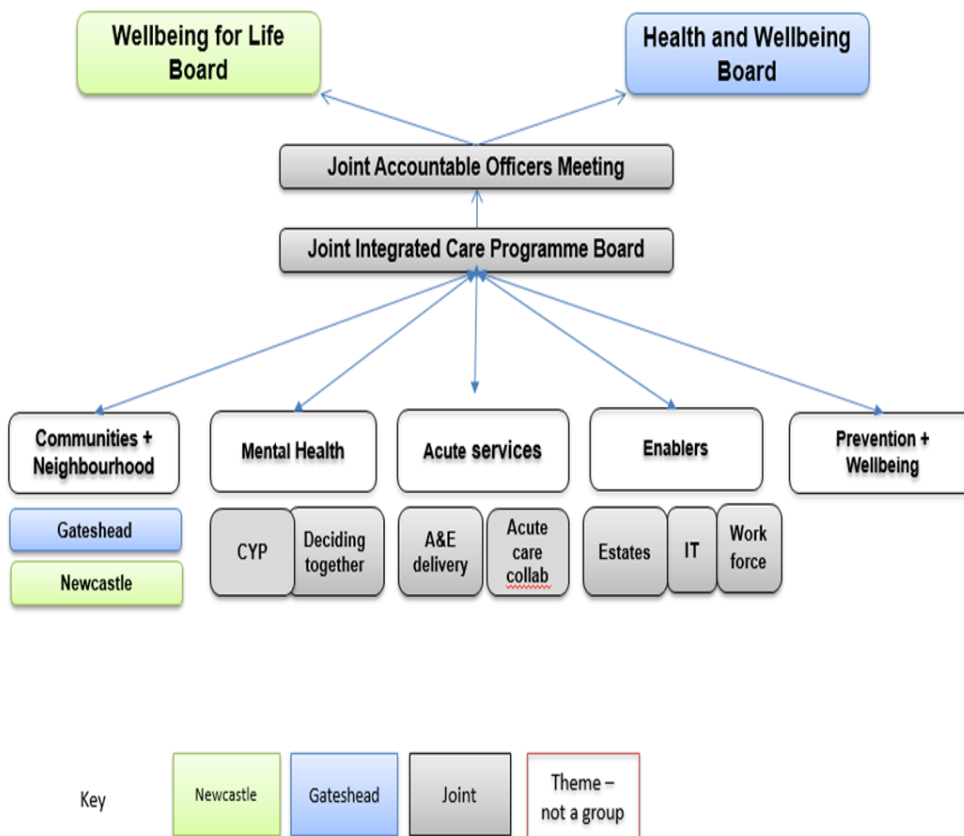 Wellbeing for Life
Board
Health and Wellbeing
Board
Joint Accountable Officers Meeting
Joint Integrated Care Programme Board
Communities +
Neighbourhood
Mental Health
Acute services
Enablers
Prevention +
Wellbeing
Gateshead
Newcastle
CYP
Deciding
together
A&E
delivery
Acute
care
collab
Estates
IT
Work
force
Key
Newcastle
Gateshead
Joint
Theme –
not a group